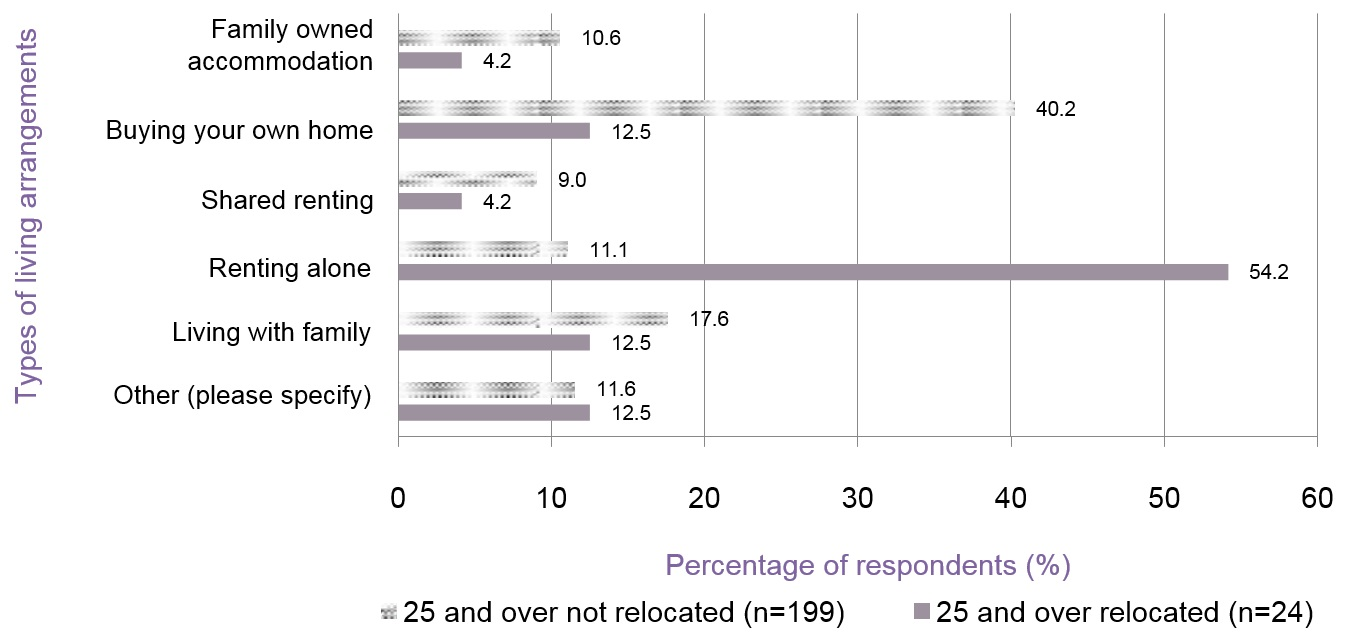 Types of living arrangements
Family owned
accommodation
10.6
4.2
Buying your own home
40.2
12.5
Shared renting
9.0
4.2
Renting alone
11.1
54.2
Living with family
17.6
12.5
Other (please specify)
11.6
12.5
0 10 20 30 40 50 60
Percentage of respondents (%)
25 and over not relocated (n=199) 25 and over relocated (n=24)